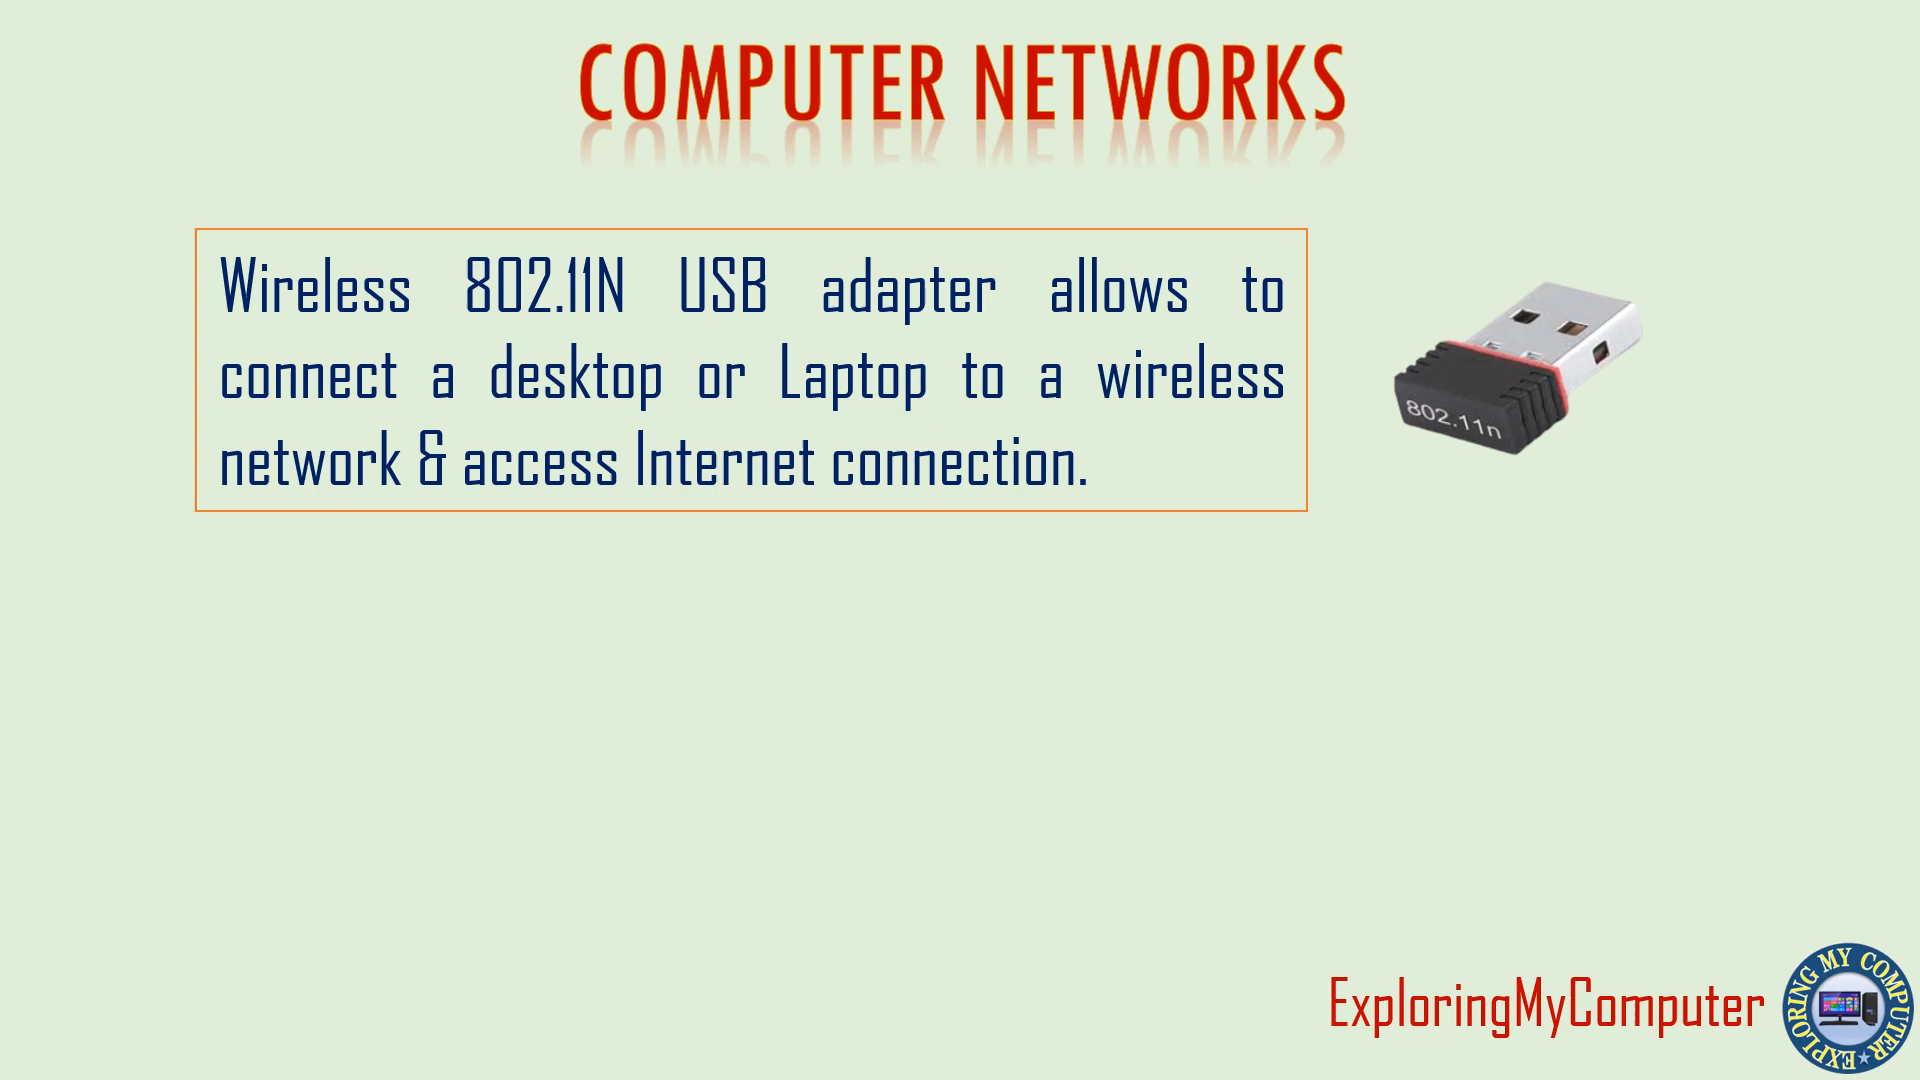 COMPUTER NETWORKS
Wireless 802.11N USB adapter allows to
connect a desktop or Laptop to a wireless
network & access Internet connection.
802.11n
ExploringMyComputer
EXPLORING MY COMPUTER